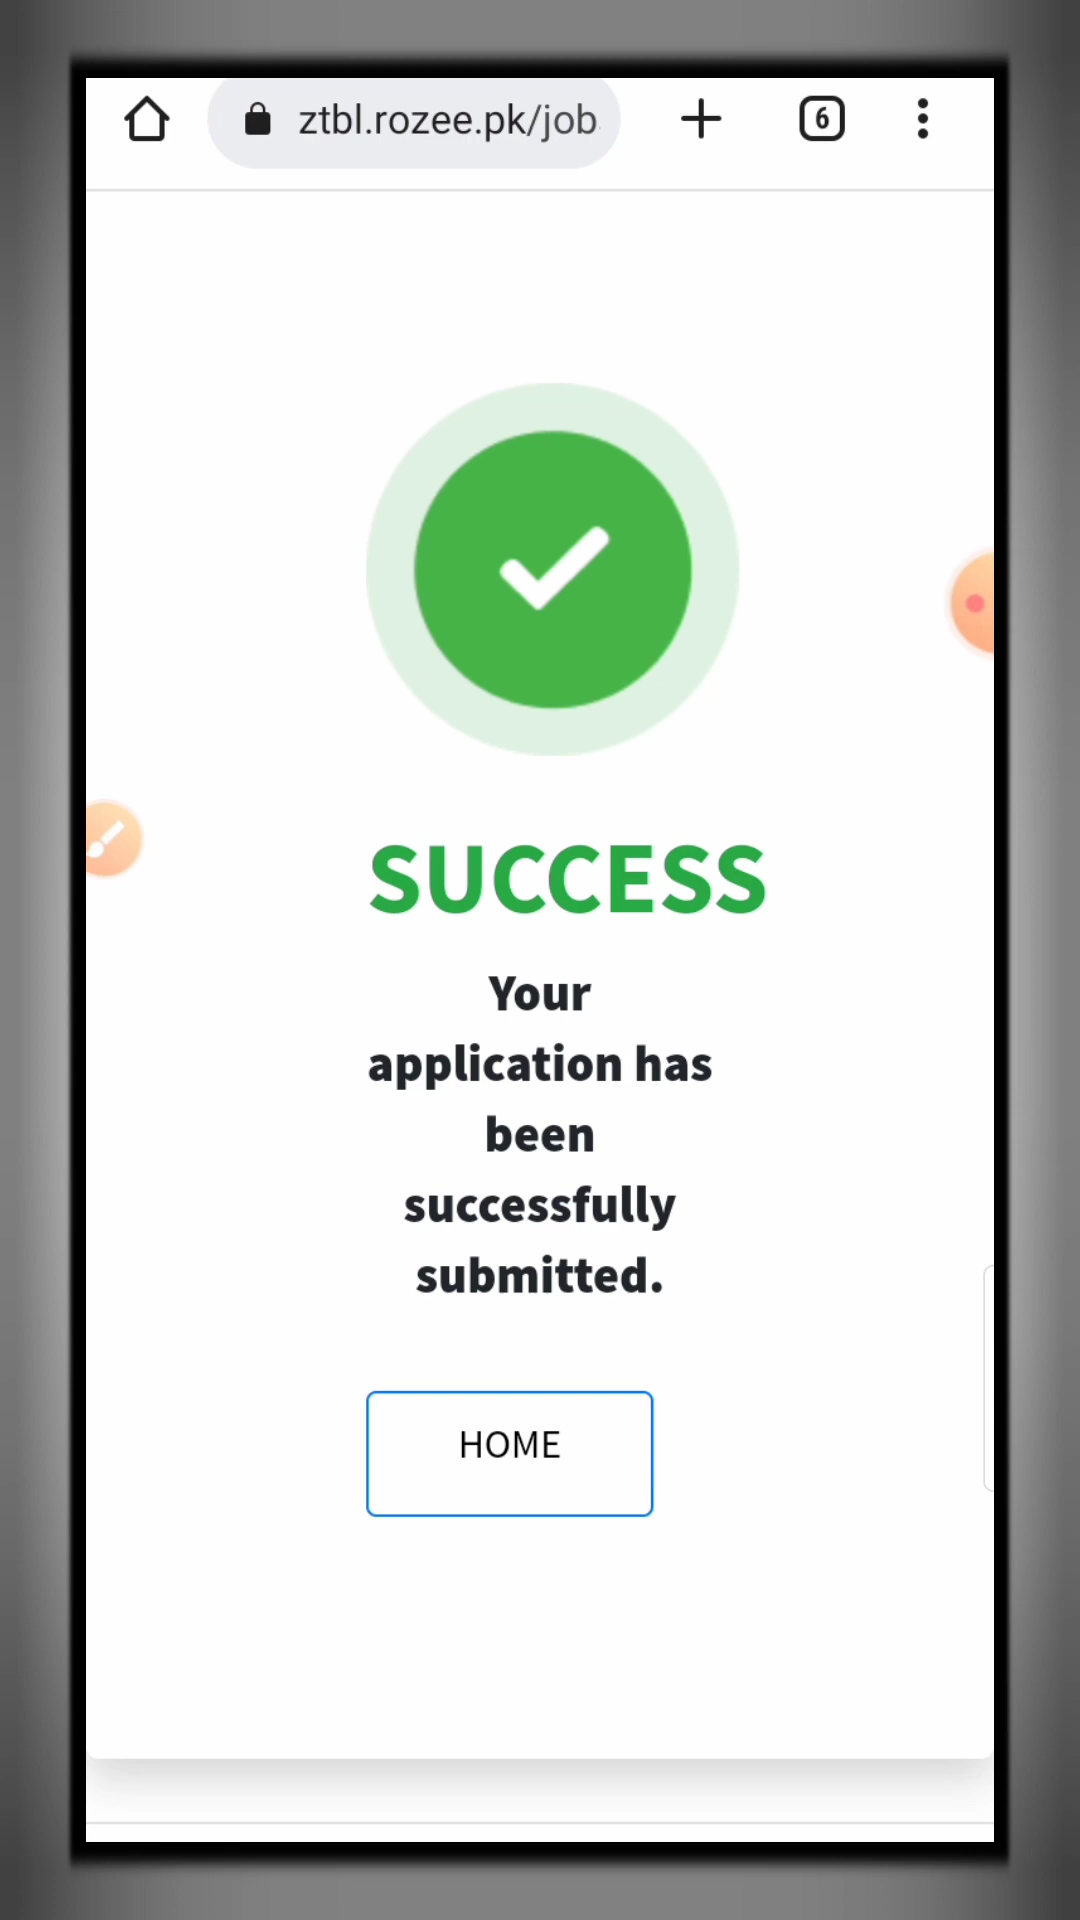 ztbl.rozee.pk/job
6
SUCCESS
Your
application has
been
successfully
submitted.
HOME